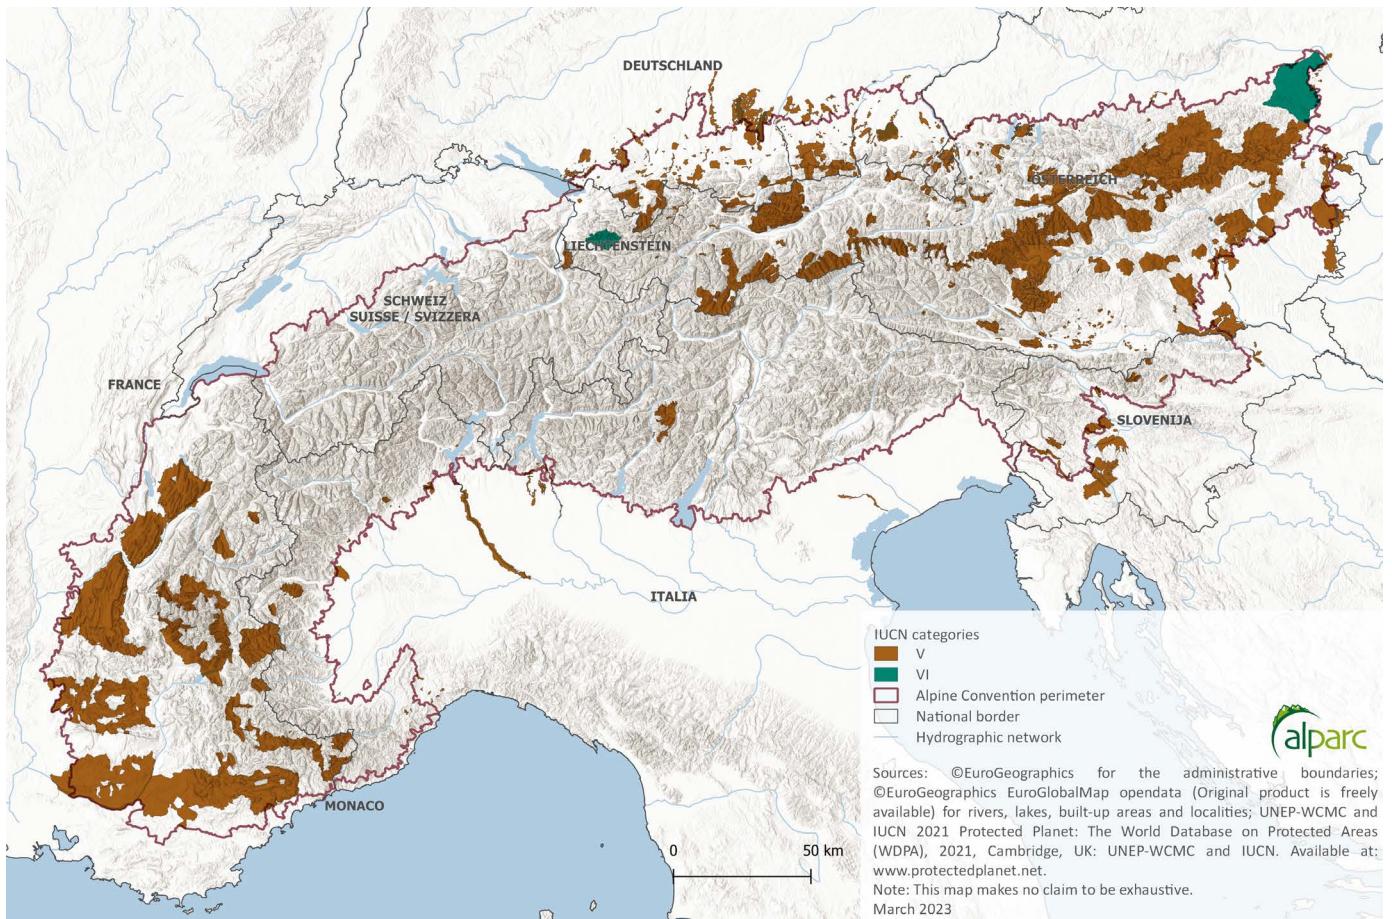 DEUTSCHLAND
ÖSTERREICH
LIECHTENSTEIN
SCHWEIZ
SUISSE / SVIZZERA
FRANCE
SLOVENIJA
ITALIA
MONACO
0 50 km
IUCN categories
V
VI
Alpine Convention perimeter
National border
Hydrographic network
alparc
Sources: ©EuroGeographics for the administrative boundaries;
©EuroGeographics EuroGlobalMap opendata (Original product is freely
available) for rivers, lakes, built-up areas and localities; UNEP-WCMC and
IUCN 2021 Protected Planet: The World Database on Protected Areas
(WDPA), 2021, Cambridge, UK: UNEP-WCMC and IUCN. Available at:
www.protectedplanet.net.
Note: This map makes no claim to be exhaustive.
March 2023